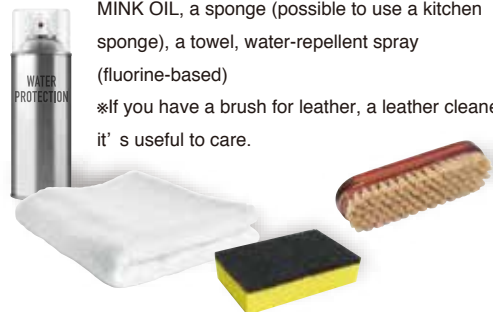 MINK OIL, a sponge (possible to use a kitchen
sponge), a towel, water-repellent spray
(fluorine-based)
※If you have a brush for leather, a leather cleane
it’ s useful to care.
WATER
PROTECTION